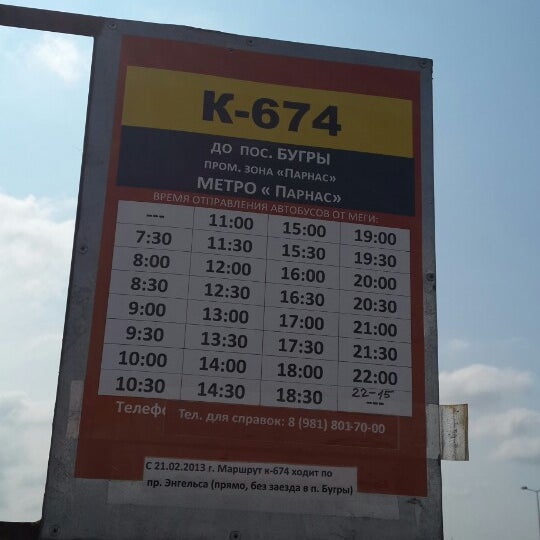 К-674
ДО ПОС. БУГРЫ
ПРОМ. ЗОНА «ПАРНАС»
МЕТРО « ПАРНАС»
ВРЕМЯ ОТПРАВЛЕНИЯ АВТОБУСОВ ОТ МЕГИ:
--- 11:00 15:00 19:00
7:30 11:30 15:30 19:30
8:00 12:00 16:00 20:00
8:30 12:30 16:30 20:30
9:00 13:00 17:00 21:00
9:30 13:30 17:30 21:30
10:00 14:00 18:00 22:00
10:30 14:30 18:30 22-15 ---
Телеф Тел. для справок: 8 (981) 801-70-00
С 21.02.2013 г. Маршрут к-674 ходит по
пр. Энгельса (прямо, без заезда в п. Бугры)